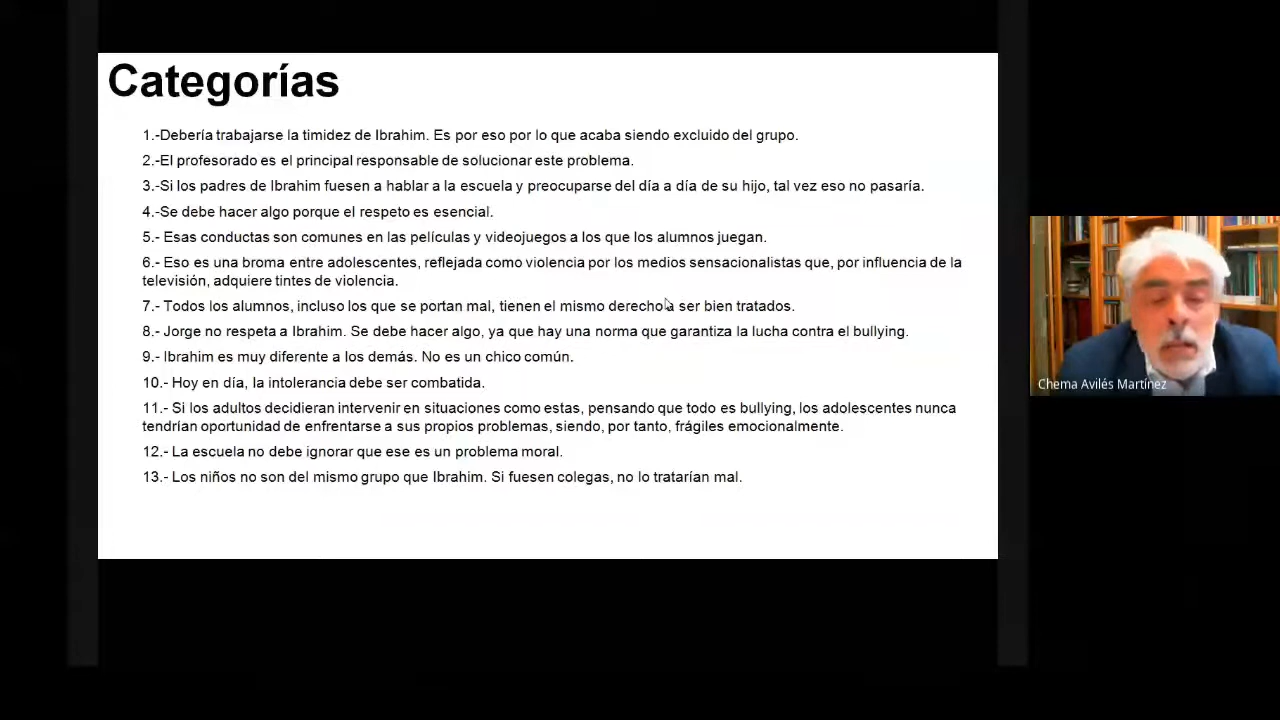 Categorías
1.-Debería trabajarse la timidez de Ibrahim. Es por eso por lo que acaba siendo excluido del grupo.
2.-El profesorado es el principal responsable de solucionar este problema.
3.-Si los padres de Ibrahim fuesen a hablar a la escuela y preocuparse del día a día de su hijo, tal vez eso no pasaría.
4.-Se debe hacer algo porque el respeto es esencial.
5.- Esas conductas son comunes en las películas y videojuegos a los que los alumnos juegan.
6.- Eso es una broma entre adolescentes, reflejada como violencia por los medios sensacionalistas que, por influencia de la
televisión, adquiere tintes de violencia.
7.- Todos los alumnos, incluso los que se portan mal, tienen el mismo derecho a ser bien tratados.
8.- Jorge no respeta a Ibrahim. Se debe hacer algo, ya que hay una norma que garantiza la lucha contra el bullying.
9.- Ibrahim es muy diferente a los demás. No es un chico común.
10.- Hoy en día, la intolerancia debe ser combatida.
11.- Si los adultos decidieran intervenir en situaciones como estas, pensando que todo es bullying, los adolescentes nunca
tendrían oportunidad de enfrentarse a sus propios problemas, siendo, por tanto, frágiles emocionalmente.
12.- La escuela no debe ignorar que ese es un problema moral.
13.- Los niños no son del mismo grupo que Ibrahim. Si fuesen colegas, no lo tratarían mal.
Chema Avilés Martínez